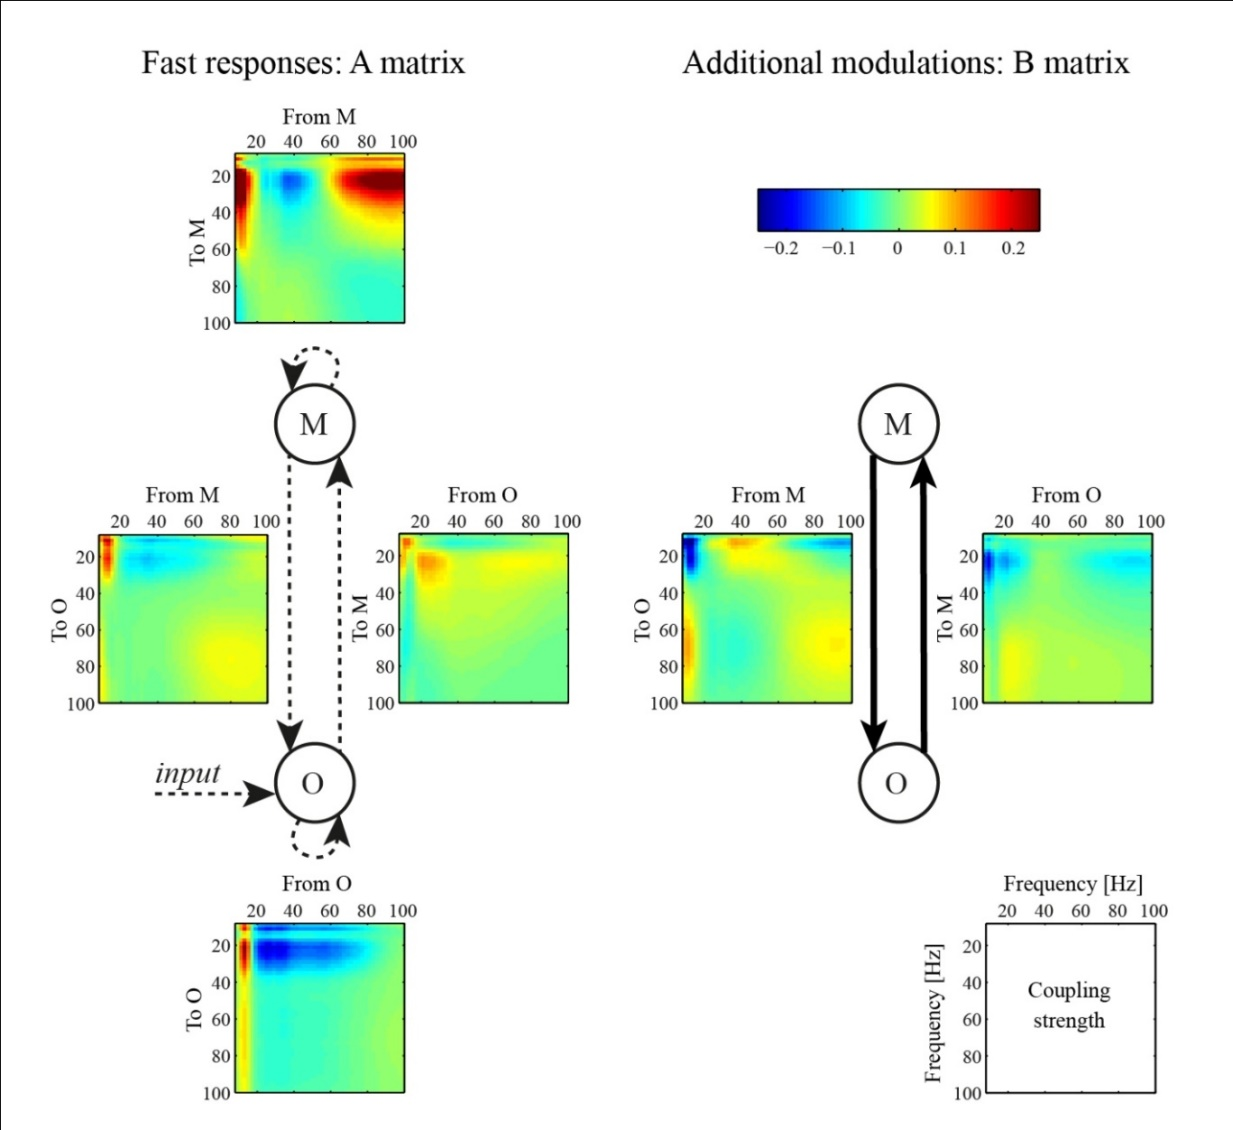 Fast responses: A matrix
Additional modulations: B matrix
From M
20 40 60 80 100
To M
20
40
60
80
100
−0.2 −0.1 0 0.1 0.2
M
M
From M
20 40 60 80 100
To O
20
40
60
80
100
From O
20 40 60 80 100
To M
20
40
60
80
100
From M
20 40 60 80 100
To O
20
40
60
80
100
From O
20 40 60 80 100
To M
20
40
60
80
100
input
O
O
From O
20 40 60 80 100
To O
20
40
60
80
100
Frequency [Hz]
20 40 60 80 100
Frequency [Hz]
20
40
60
80
100
Coupling
strength